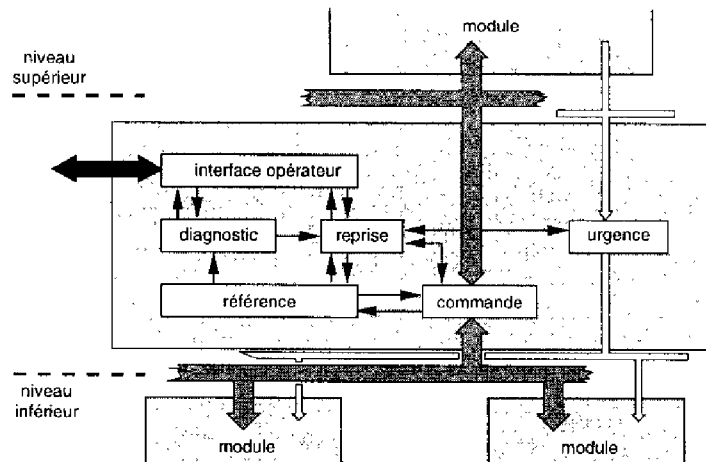 module
niveau
supérieur
interface opérateur
diagnostic
reprise
urgence
référence
commande
niveau
inférieur
module
module